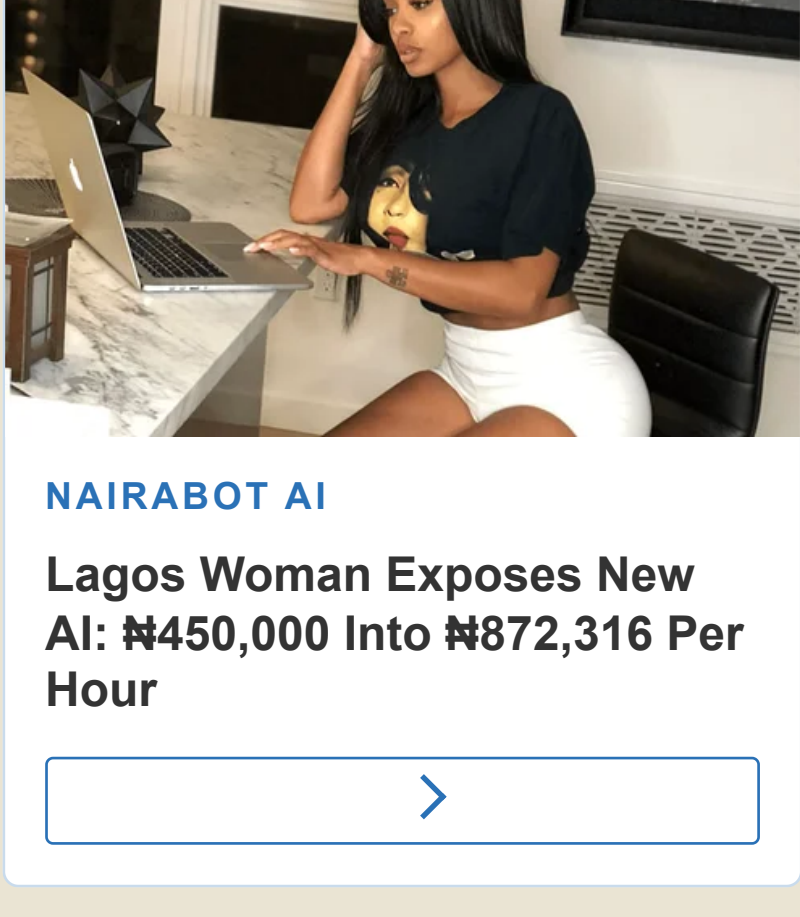 NAIRABOT AI
Lagos Woman Exposes New
AI: ₦450,000 Into ₦872,316 Per
Hour